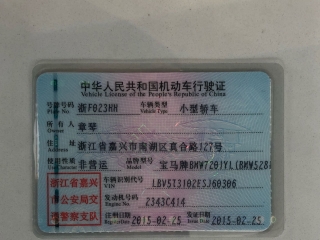 中华人民共和国机动车行驶证
Vehicle License of the People's Republic of China
号牌号码 浙F0Z3HH 车辆类型 小型轿车
Plate No. Vehicle Type
所有人 章琴
Owner
住址 浙江省嘉兴市南湖区真合路327号
Address
使用性质 非营运 品牌型号 宝马牌BMW7201YL(BMW528
浙江省嘉兴
市公安局交
通警察支队
车辆识别代号 LBV5T3102ESJ60306
VIN
发动机号码 2343C414
Engine No.
注册日期 2015-02-25 发证日期 2015-02-25